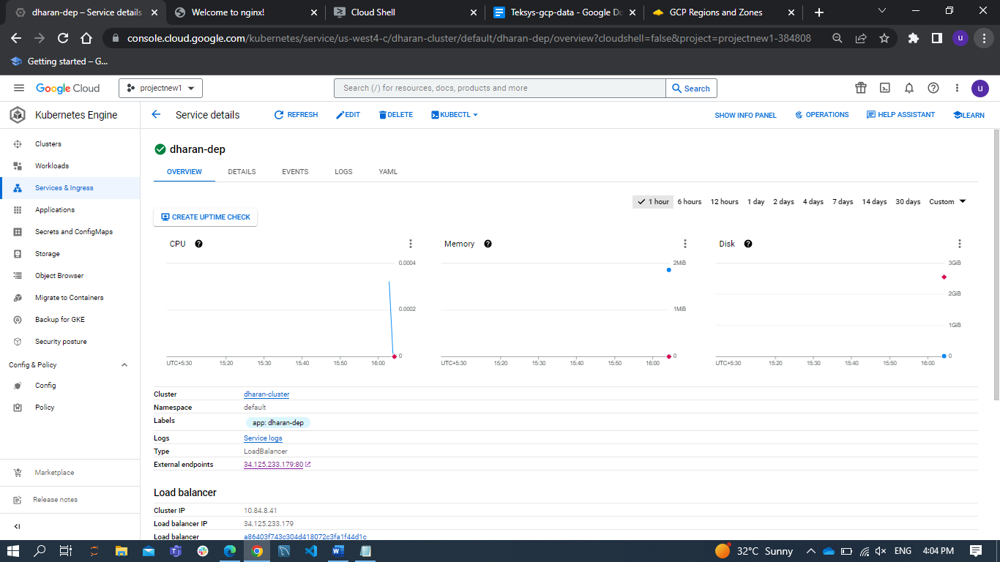 dharan-dep – Service details
Welcome to nginx!
Cloud Shell
Teksys-gcp-data - Google Do
GCP Regions and Zones
console.cloud.google.com/kubernetes/service/us-west4-c/dharan-cluster/default/dharan-dep/overview?cloudshell=false&project=projectnew1-384808
u
Getting started – G...
Google Cloud
projectnew1
Search (/) for resources, docs, products and more
Search
u
Kubernetes Engine
Service details
REFRESH
EDIT
DELETE
KUBECTL
SHOW INFO PANEL
OPERATIONS
HELP ASSISTANT
LEARN
Clusters
Workloads
Services & Ingress
Applications
Secrets and ConfigMaps
Storage
Object Browser
Migrate to Containers
Backup for GKE
Security posture
Config & Policy
Config
Policy
Marketplace
Release notes
dharan-dep
OVERVIEW DETAILS EVENTS LOGS YAML
1 hour 6 hours 12 hours 1 day 2 days 4 days 7 days 14 days 30 days Custom
CREATE UPTIME CHECK
CPU
0.0004
0.0002
0
UTC+5:30 15:20 15:30 15:40 15:50 16:00
Memory
2MiB
1MiB
0
UTC+5:30 15:20 15:30 15:40 15:50 16:00
Disk
3GiB
2GiB
1GiB
0
UTC+5:30 15:20 15:30 15:40 15:50 16:00
Cluster dharan-cluster
Namespace default
Labels app: dharan-dep
Logs Service logs
Type LoadBalancer
External endpoints 34.125.233.179:80
Load balancer
Cluster IP 10.84.8.41
Load balancer IP 34.125.233.179
Load balancer a86403f743c304d418072c3fa1f44d1c
32°C Sunny
ENG
4:04 PM